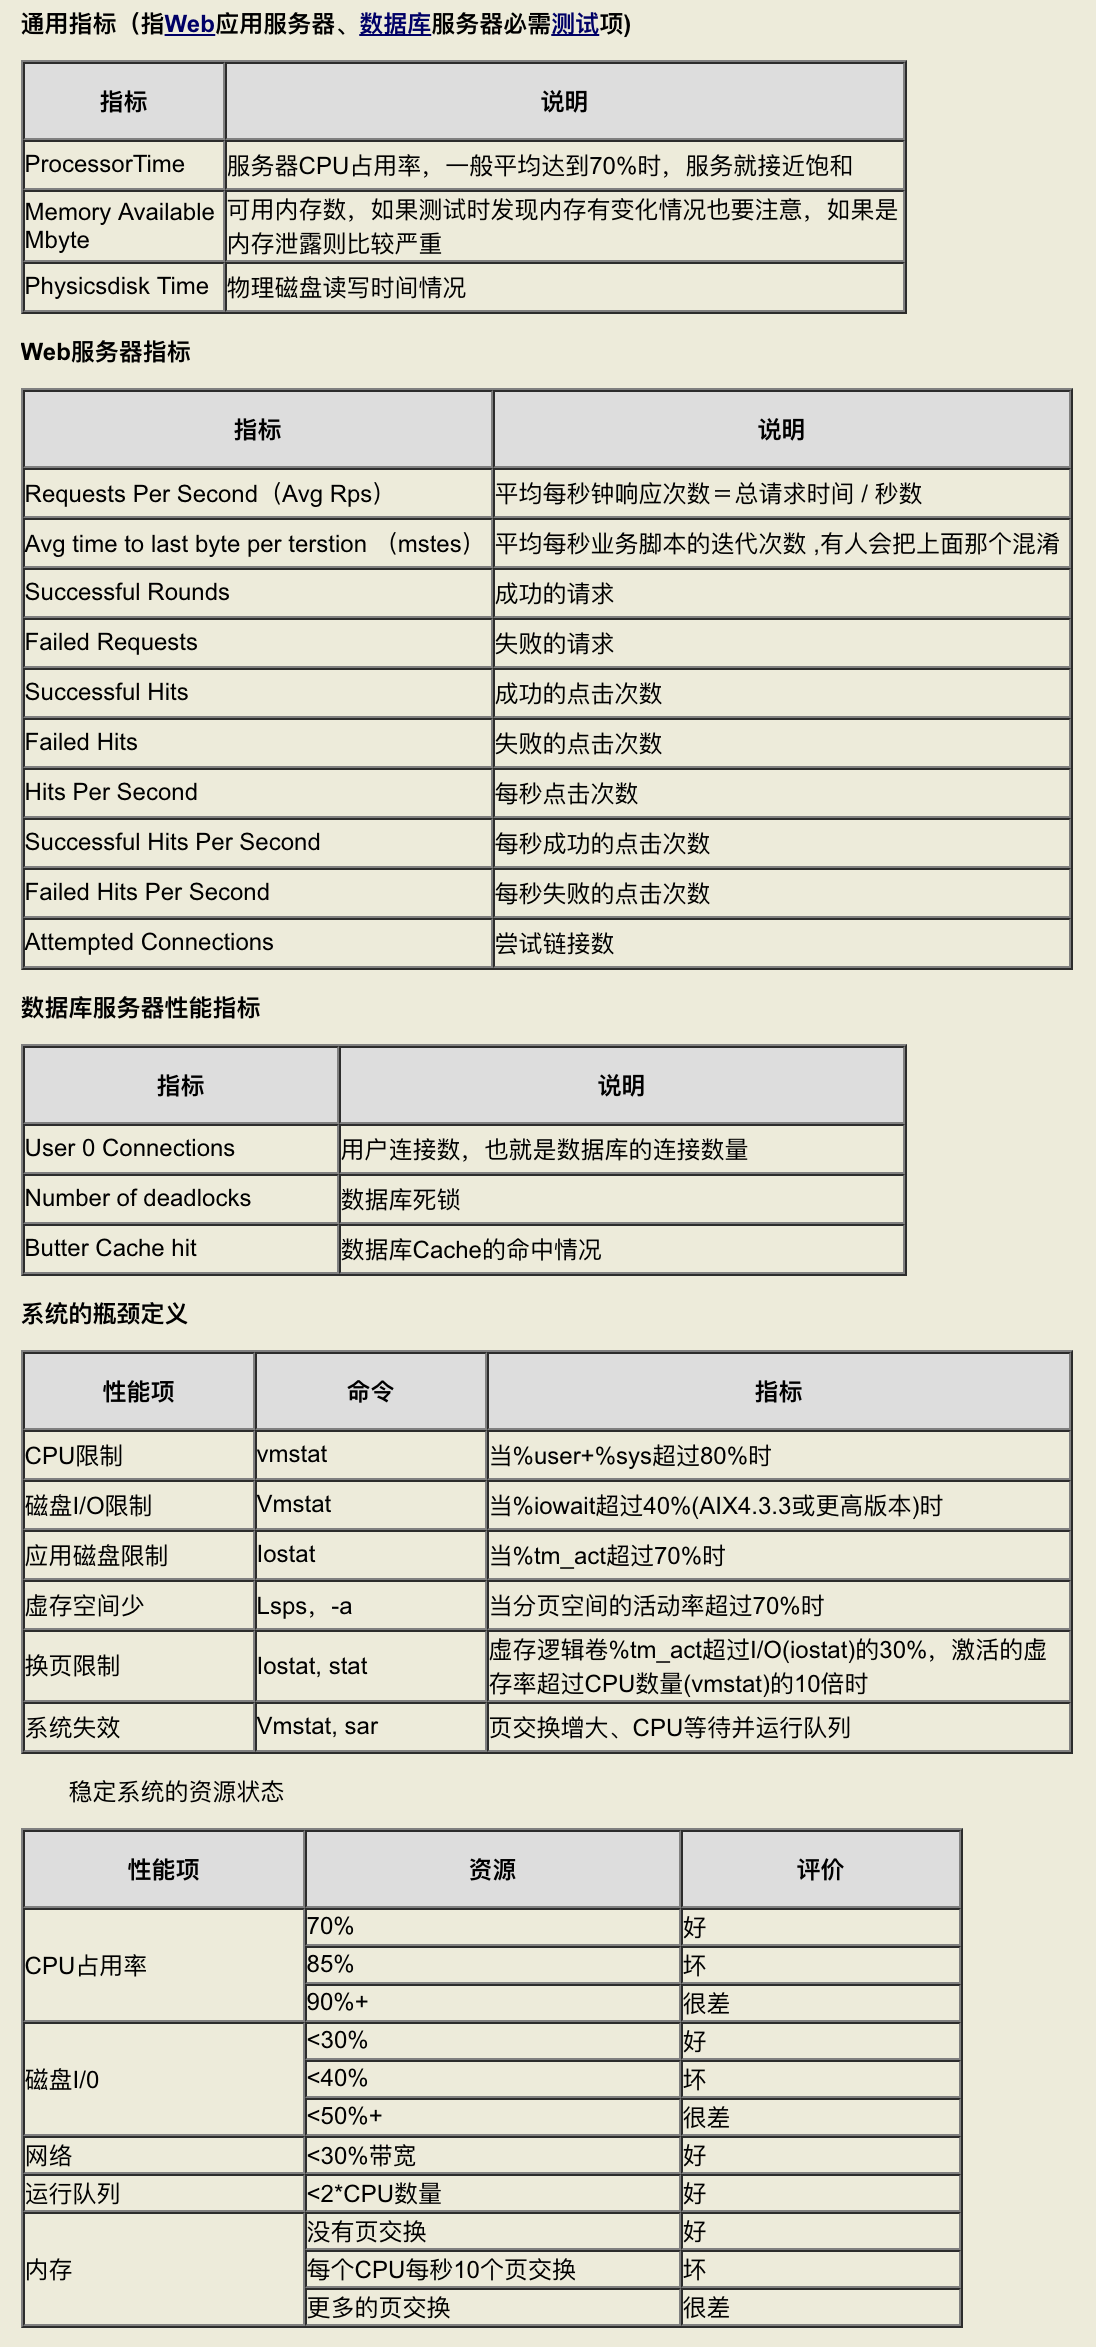 通用指标（指Web应用服务器、数据库服务器必需测试项)
指标 说明
ProcessorTime 服务器CPU占用率，一般平均达到70%时，服务就接近饱和
Memory Available Mbyte 可用内存数，如果测试时发现内存有变化情况也要注意，如果是
内存泄露则比较严重
Physicsdisk Time 物理磁盘读写时间情况
Web服务器指标
指标 说明
Requests Per Second（Avg Rps） 平均每秒钟响应次数＝总请求时间 / 秒数
Avg time to last byte per terstion （mstes） 平均每秒业务脚本的迭代次数 ,有人会把上面那个混淆
Successful Rounds 成功的请求
Failed Requests 失败的请求
Successful Hits 成功的点击次数
Failed Hits 失败的点击次数
Hits Per Second 每秒点击次数
Successful Hits Per Second 每秒成功的点击次数
Failed Hits Per Second 每秒失败的点击次数
Attempted Connections 尝试链接数
数据库服务器性能指标
指标 说明
User 0 Connections 用户连接数，也就是数据库的连接数量
Number of deadlocks 数据库死锁
Butter Cache hit 数据库Cache的命中情况
系统的瓶颈定义
性能项 命令 指标
CPU限制 vmstat 当%user+%sys超过80%时
磁盘I/O限制 Vmstat 当%iowait超过40%(AIX4.3.3或更高版本)时
应用磁盘限制 Iostat 当%tm_act超过70%时
虚存空间少 Lsps，-a 当分页空间的活动率超过70%时
换页限制 Iostat, stat 虚存逻辑卷%tm_act超过I/O(iostat)的30%，激活的虚
存率超过CPU数量(vmstat)的10倍时
系统失效 Vmstat, sar 页交换增大、CPU等待并运行队列
稳定系统的资源状态
性能项 资源 评价
CPU占用率 70% 好
85% 坏
90%+ 很差
磁盘I/0 <30% 好
<40% 坏
<50%+ 很差
网络 <30%带宽 好
运行队列 <2*CPU数量 好
内存 没有页交换 好
每个CPU每秒10个页交换 坏
更多的页交换 很差